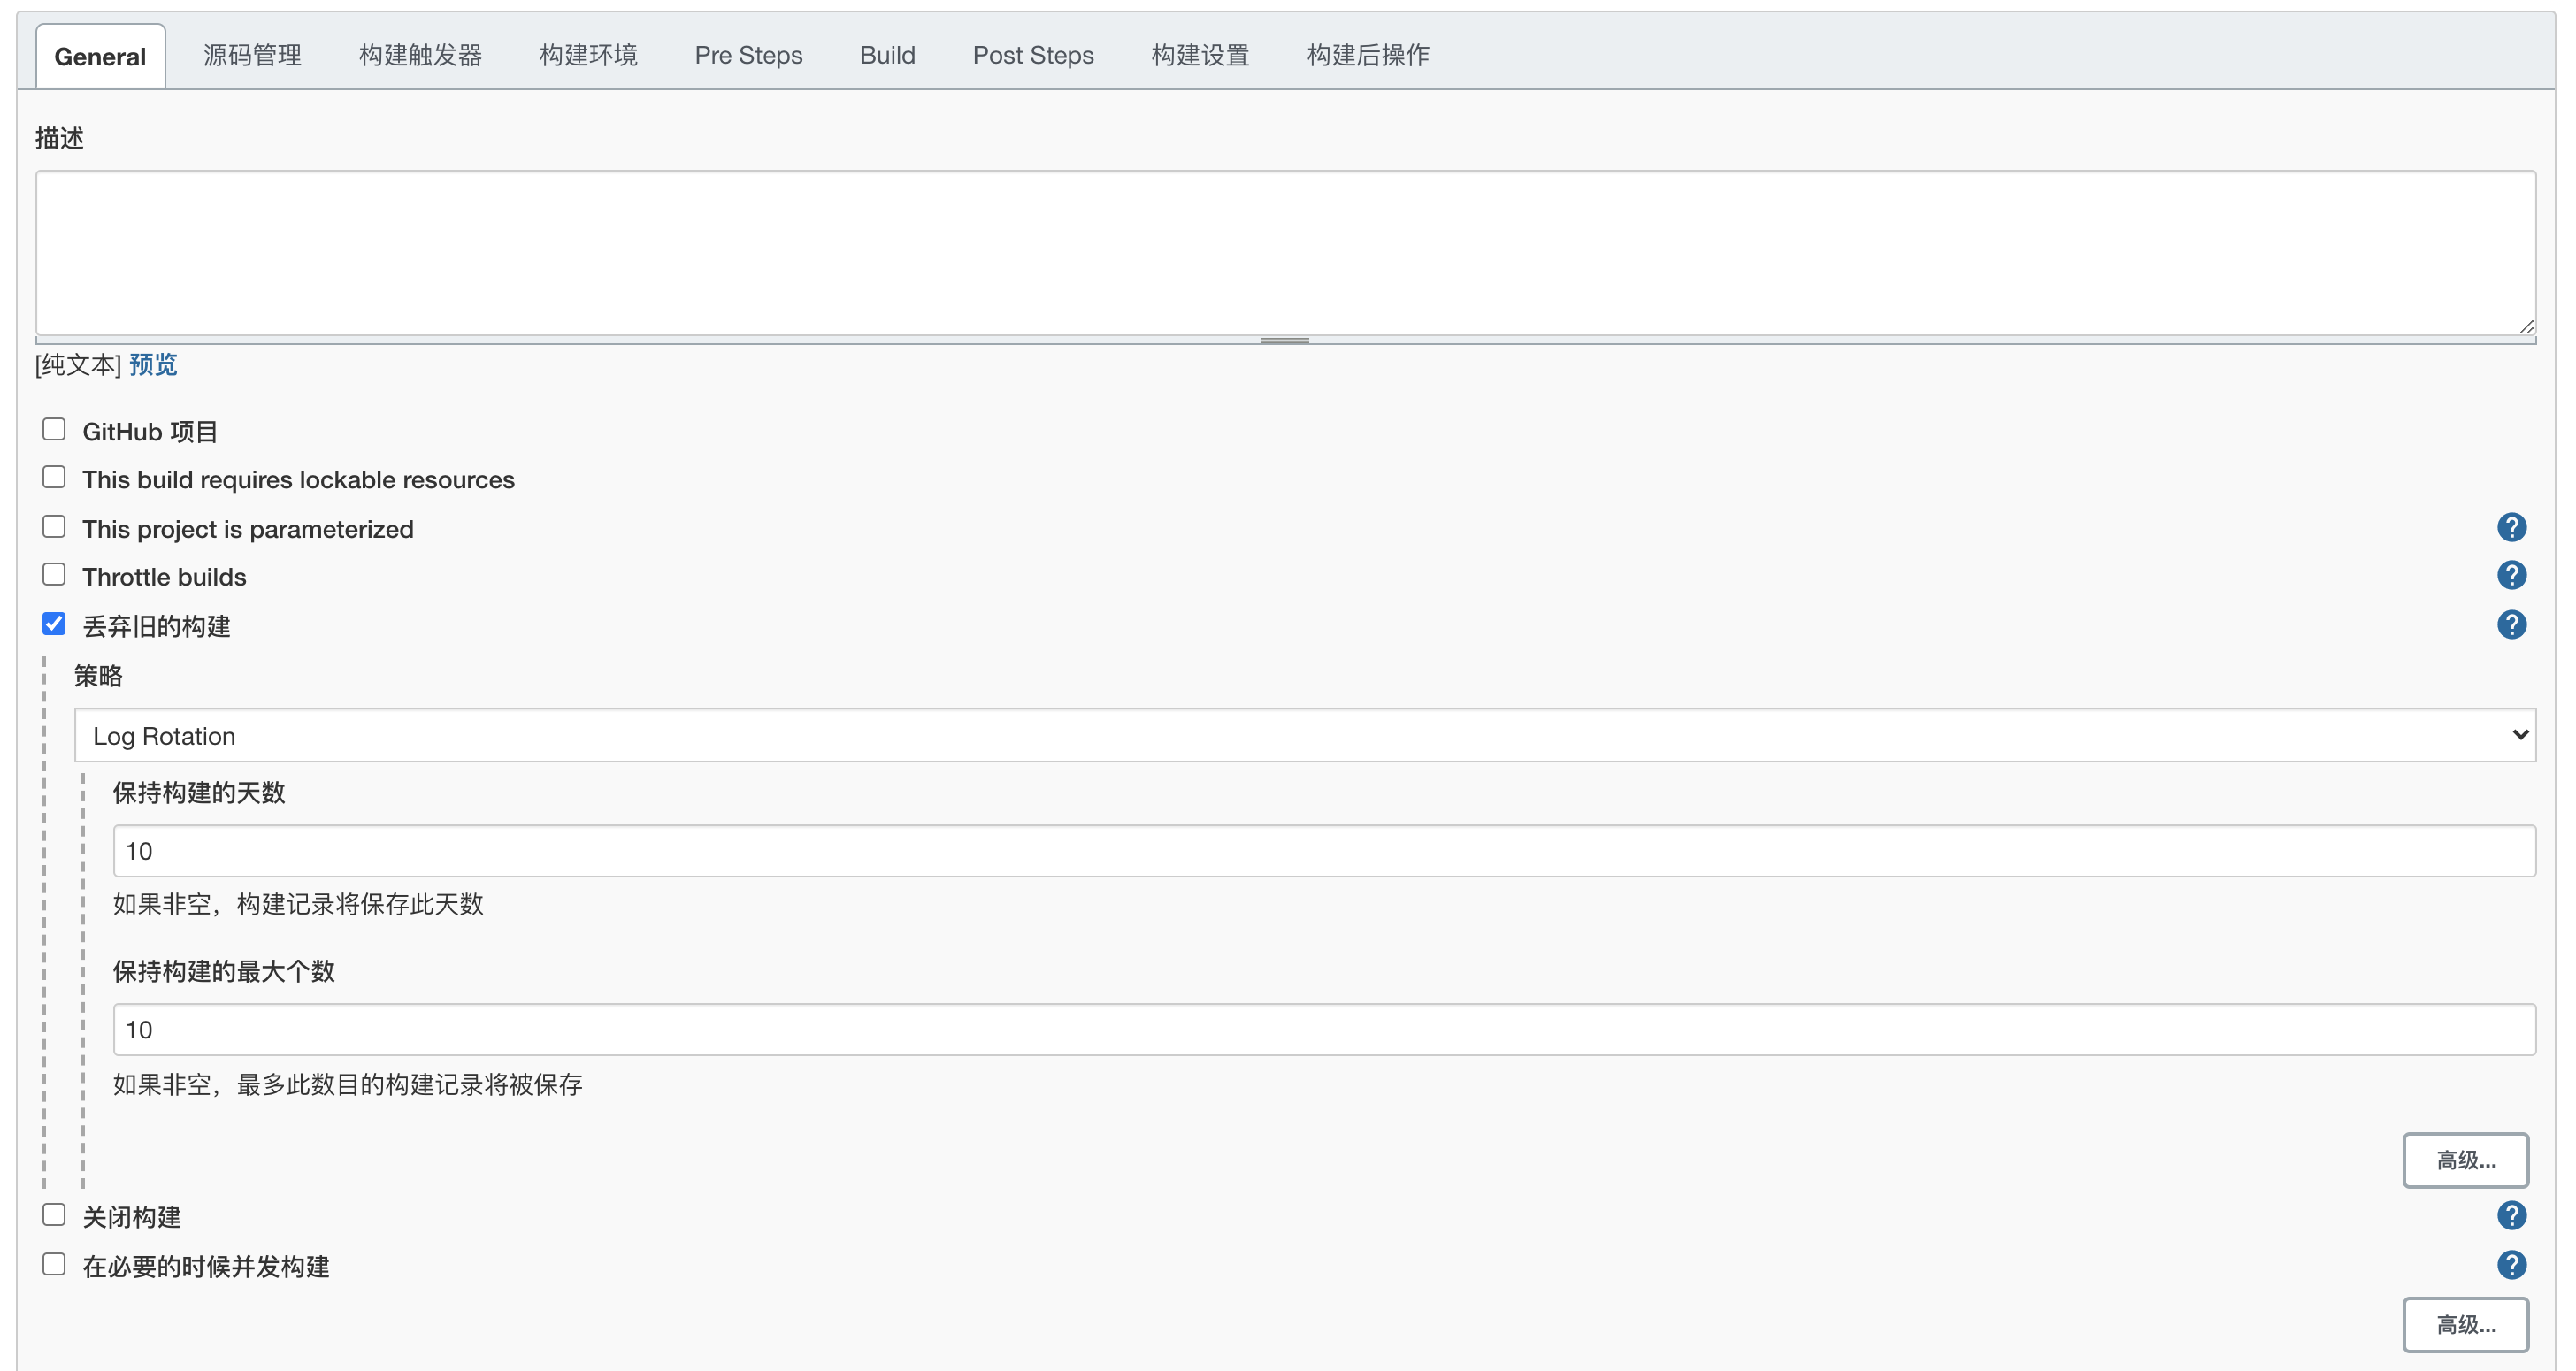 General 源码管理 构建触发器 构建环境 Pre Steps Build Post Steps 构建设置 构建后操作
描述
[纯文本] 预览
GitHub 项目
This build requires lockable resources
This project is parameterized
?
Throttle builds
?
丢弃旧的构建
?
策略
Log Rotation
保持构建的天数
10
如果非空，构建记录将保存此天数
保持构建的最大个数
10
如果非空，最多此数目的构建记录将被保存
高级...
关闭构建
?
在必要的时候并发构建
?
高级...